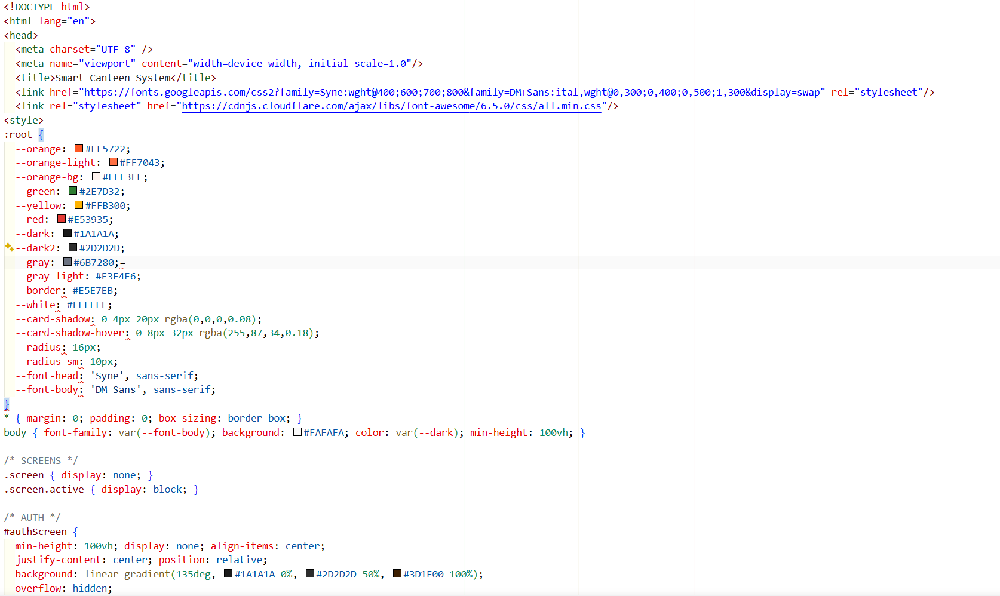 <!DOCTYPE html>
<html lang="en">
<head>
<meta charset="UTF-8" />
<meta name="viewport" content="width=device-width, initial-scale=1.0"/>
<title>Smart Canteen System</title>
<link href="https://fonts.googleapis.com/css2?family=Syne:wght@400;600;700;800&family=DM+Sans:ital,wght@0,300;0,400;0,500;1,300&display=swap" rel="stylesheet"/>
<link rel="stylesheet" href="https://cdnjs.cloudflare.com/ajax/libs/font-awesome/6.5.0/css/all.min.css"/>
<style>
:root {
--orange: #FF5722;
--orange-light: #FF7043;
--orange-bg: #FFF3EE;
--green: #2E7D32;
--yellow: #FFB300;
--red: #E53935;
--dark: #1A1A1A;
--dark2: #2D2D2D;
--gray: #6B7280;=
--gray-light: #F3F4F6;
--border: #E5E7EB;
--white: #FFFFFF;
--card-shadow: 0 4px 20px rgba(0,0,0,0.08);
--card-shadow-hover: 0 8px 32px rgba(255,87,34,0.18);
--radius: 16px;
--radius-sm: 10px;
--font-head: 'Syne', sans-serif;
--font-body: 'DM Sans', sans-serif;
}
* { margin: 0; padding: 0; box-sizing: border-box; }
body { font-family: var(--font-body); background: #FAFAFA; color: var(--dark); min-height: 100vh; }
/* SCREENS */
.screen { display: none; }
.screen.active { display: block; }
/* AUTH */
#authScreen {
min-height: 100vh; display: none; align-items: center;
justify-content: center; position: relative;
background: linear-gradient(135deg, #1A1A1A 0%, #2D2D2D 50%, #3D1F00 100%);
overflow: hidden;